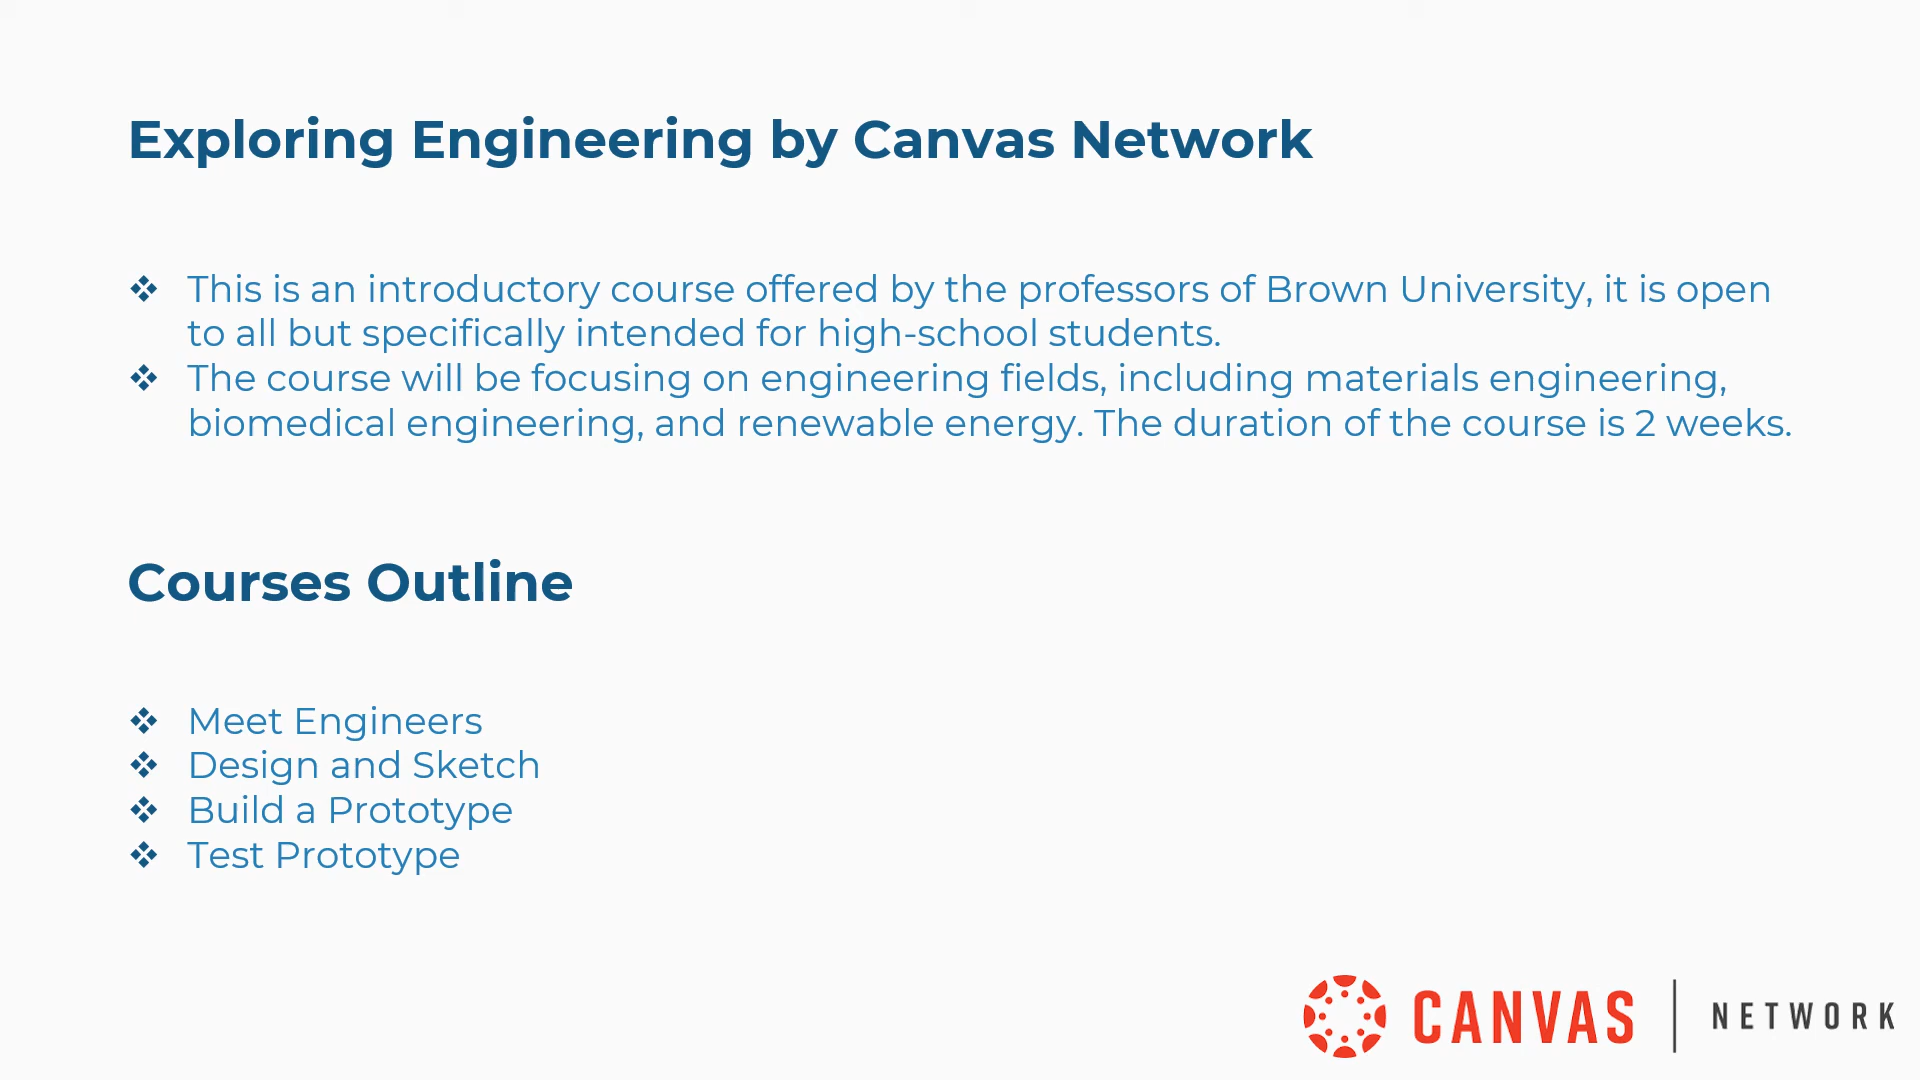 Exploring Engineering by Canvas Network
❖ This is an introductory course offered by the professors of Brown University, it is open
to all but specifically intended for high-school students.
❖ The course will be focusing on engineering fields, including materials engineering,
biomedical engineering, and renewable energy. The duration of the course is 2 weeks.
Courses Outline
❖ Meet Engineers
❖ Design and Sketch
❖ Build a Prototype
❖ Test Prototype
CANVAS | NETWORK